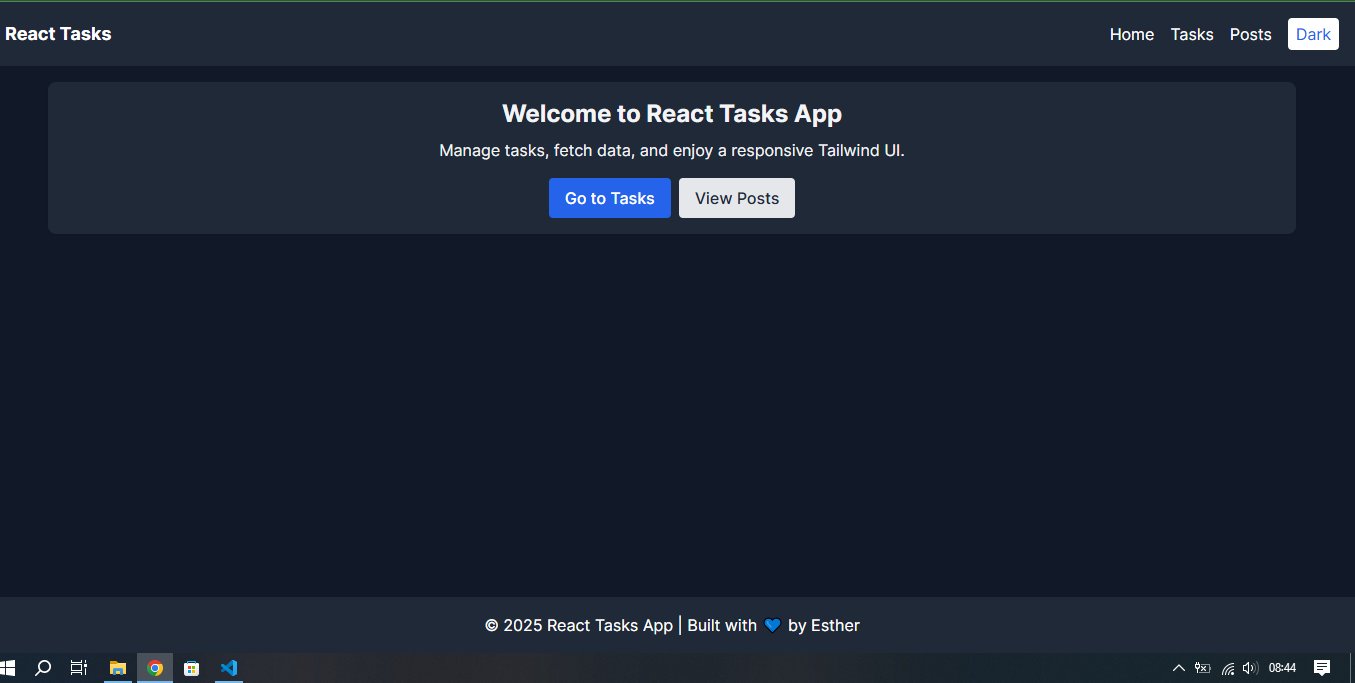 React Tasks
Home Tasks Posts Dark
Welcome to React Tasks App
Manage tasks, fetch data, and enjoy a responsive Tailwind UI.
Go to Tasks View Posts
© 2025 React Tasks App | Built with 💙 by Esther
08:44